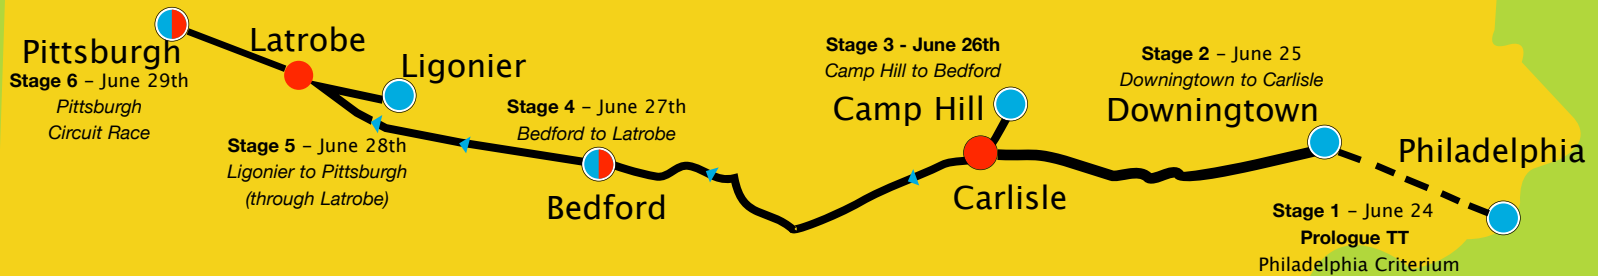 Pittsburgh
Stage 6 – June 29th
Pittsburgh
Circuit Race
Latrobe
Ligonier
Stage 5 - June 28th
Ligonier to Pittsburgh
(through Latrobe)
Stage 4 – June 27th
Bedford to Latrobe
Bedford
Stage 3 - June 26th
Camp Hill to Bedford
Camp Hill
Carlisle
Stage 2 – June 25
Downingtown to Carlisle
Downingtown
Philadelphia
Stage 1 – June 24
Prologue TT
Philadelphia Criterium